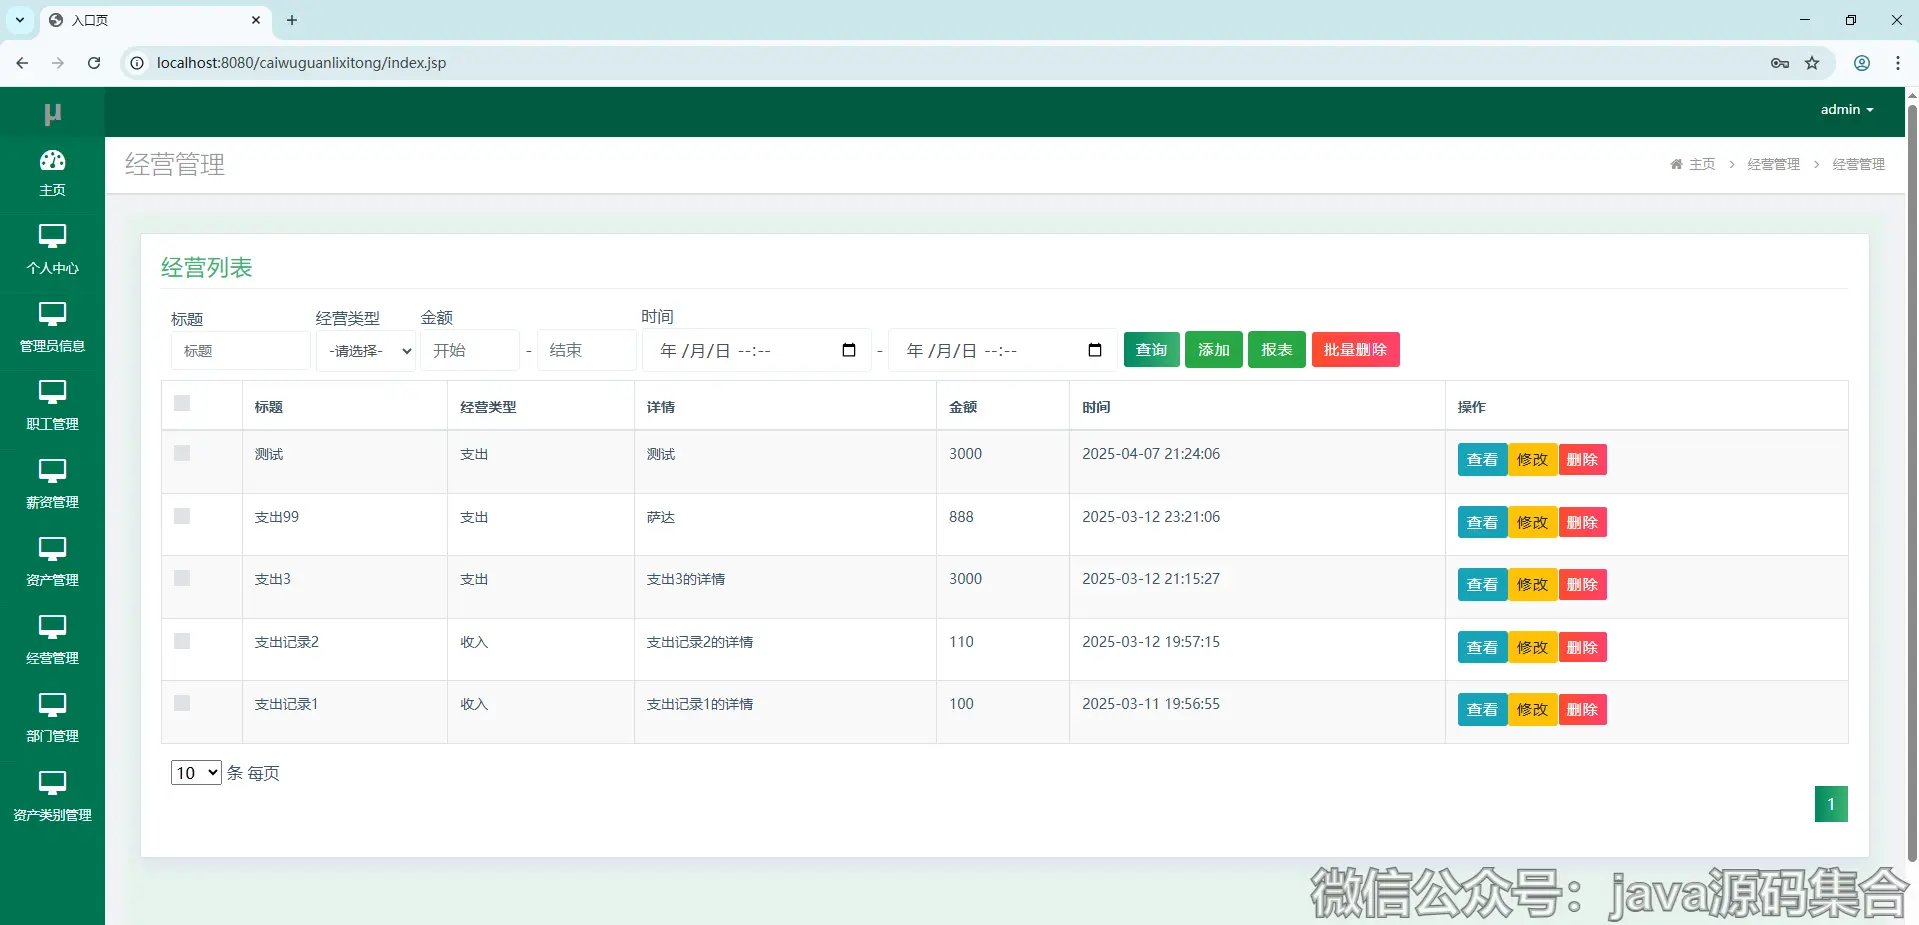 入口页
localhost:8080/caiwuguanlixitong/index.jsp
μ
admin
主页
个人中心
管理员信息
职工管理
薪资管理
资产管理
经营管理
部门管理
资产类别管理
经营管理
主页 > 经营管理 > 经营管理
经营列表
标题 经营类型 金额 时间
标题 -请选择- 开始 - 结束 年 /月/日 --:-- - 年 /月/日 --:-- 查询 添加 报表 批量删除
标题 经营类型 详情 金额 时间 操作
测试 支出 测试 3000 2025-04-07 21:24:06 查看 修改 删除
支出99 支出 萨达 888 2025-03-12 23:21:06 查看 修改 删除
支出3 支出 支出3的详情 3000 2025-03-12 21:15:27 查看 修改 删除
支出记录2 收入 支出记录2的详情 110 2025-03-12 19:57:15 查看 修改 删除
支出记录1 收入 支出记录1的详情 100 2025-03-11 19:56:55 查看 修改 删除
10 条 每页
1
微信公众号：java源码集合